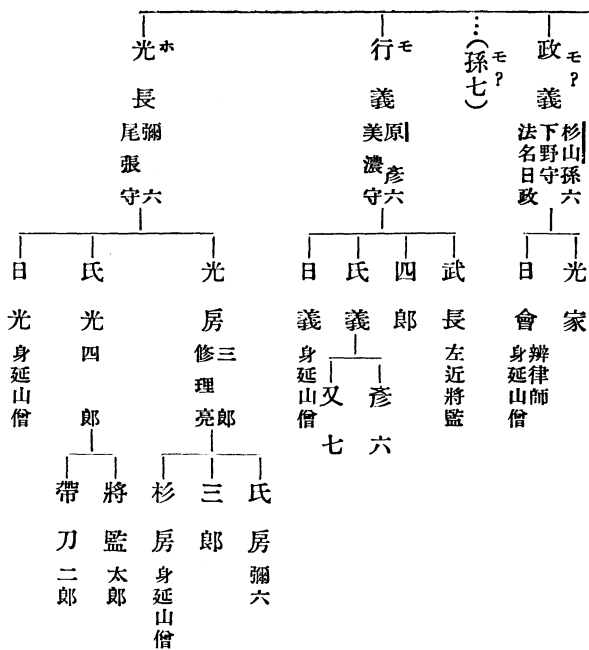 モ?
政義
杉山孫六
下野守
法名日政
モ?
…(孫七)
モ
行義
原彥六
美濃守
ホ
光長
彌六
尾張守
光家
日會
辨律師
身延山僧
武長
左近將監
四郎
氏義
日義
身延山僧
彥六
又七
光房
三郎
修理亮
氏光
四郎
日光
身延山僧
氏房
彌六
三郎
杉房
身延山僧
將監
太郎
帶刀
二郎